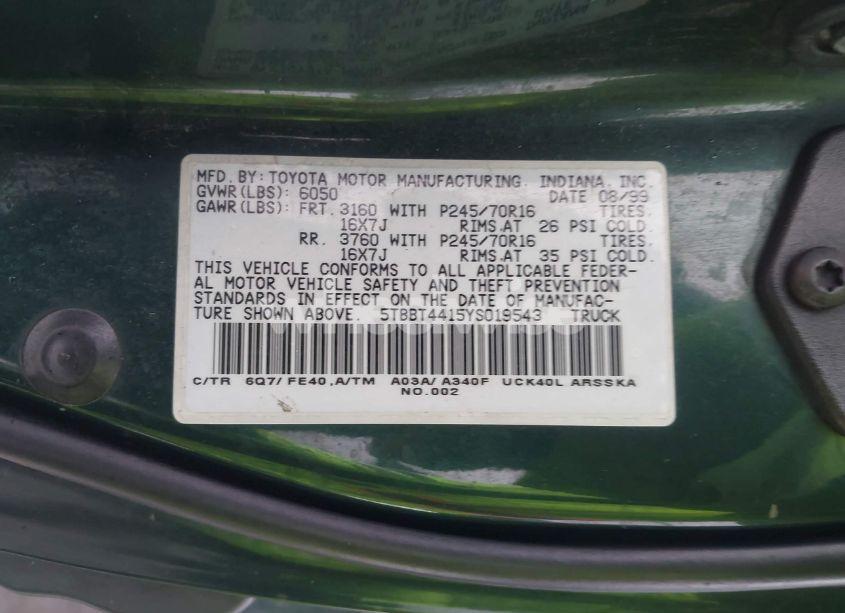 MFD. BY: TOYOTA MOTOR MANUFACTURING. INDIANA, INC.
GVWR(LBS): 6050 DATE 08/99
GAWR(LBS): FRT. 3160 WITH P245/70R16 TIRES.
16X7J RIMS.AT 26 PSI COLD.
RR. 3760 WITH P245/70R16 TIRES.
16X7J RIMS.AT 35 PSI COLD.
THIS VEHICLE CONFORMS TO ALL APPLICABLE FEDER-
AL MOTOR VEHICLE SAFETY AND THEFT PREVENTION
STANDARDS IN EFFECT ON THE DATE OF MANUFAC-
TURE SHOWN ABOVE. 5TBBT4415YS019543 TRUCK
C/TR 6Q7/ FE40 ,A/TM A03A/ A340F UCK40L ARSSKA
NO.002